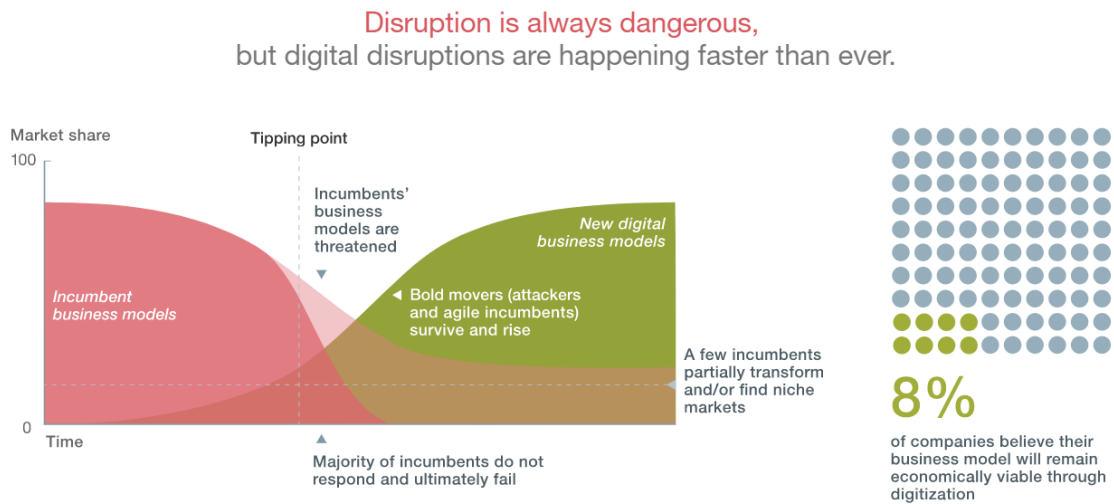 Disruption is always dangerous,
but digital disruptions are happening faster than ever.
Market share
100
Tipping point
Incumbents'
business
models are
threatened
New digital
business models
Incumbent
business models
Bold movers (attackers
and agile incumbents)
survive and rise
A few incumbents
partially transform
and/or find niche
markets
0
Time
Majority of incumbents do not
respond and ultimately fail
8%
of companies believe their
business model will remain
economically viable through
digitization